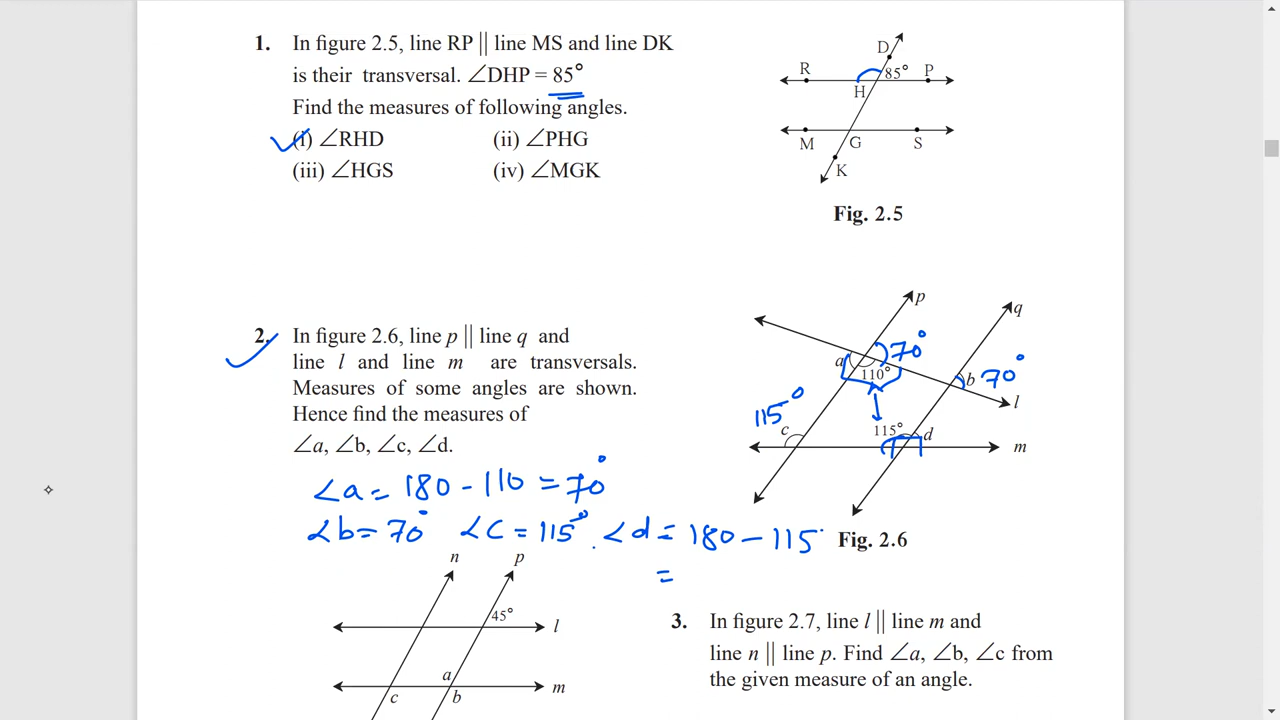 1. In figure 2.5, line RP || line MS and line DK
is their transversal. ∠DHP = 85°
Find the measures of following angles.
(i) ∠RHD (ii) ∠PHG
(iii) ∠HGS (iv) ∠MGK
D
R 85° P
H
M G S
K
Fig. 2.5
2. In figure 2.6, line p || line q and
line l and line m are transversals.
Measures of some angles are shown.
Hence find the measures of
∠a, ∠b, ∠c, ∠d.
p
q
a 70°
110° b 70°
l
115°
c 115° d
m
Fig. 2.6
∠a = 180 - 110 = 70°
∠b = 70° ∠c = 115°. ∠d = 180 - 115
=
n p
45°
l
a
m
c b
3. In figure 2.7, line l || line m and
line n || line p. Find ∠a, ∠b, ∠c from
the given measure of an angle.